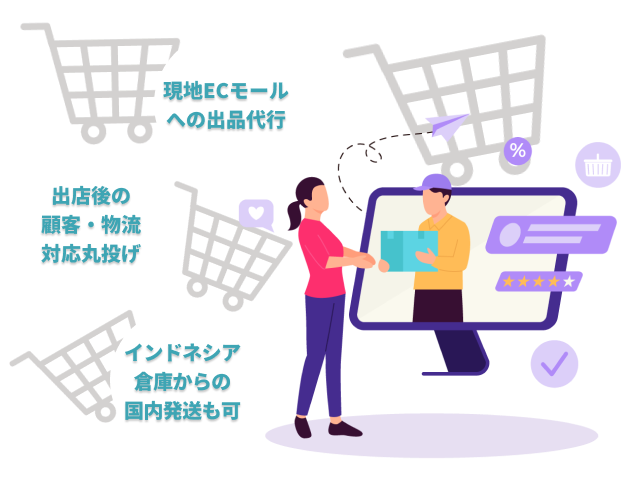 現地ECモール
への出品代行
%
出店後の
顧客・物流
対応丸投げ
インドネシア
倉庫からの
国内発送も可